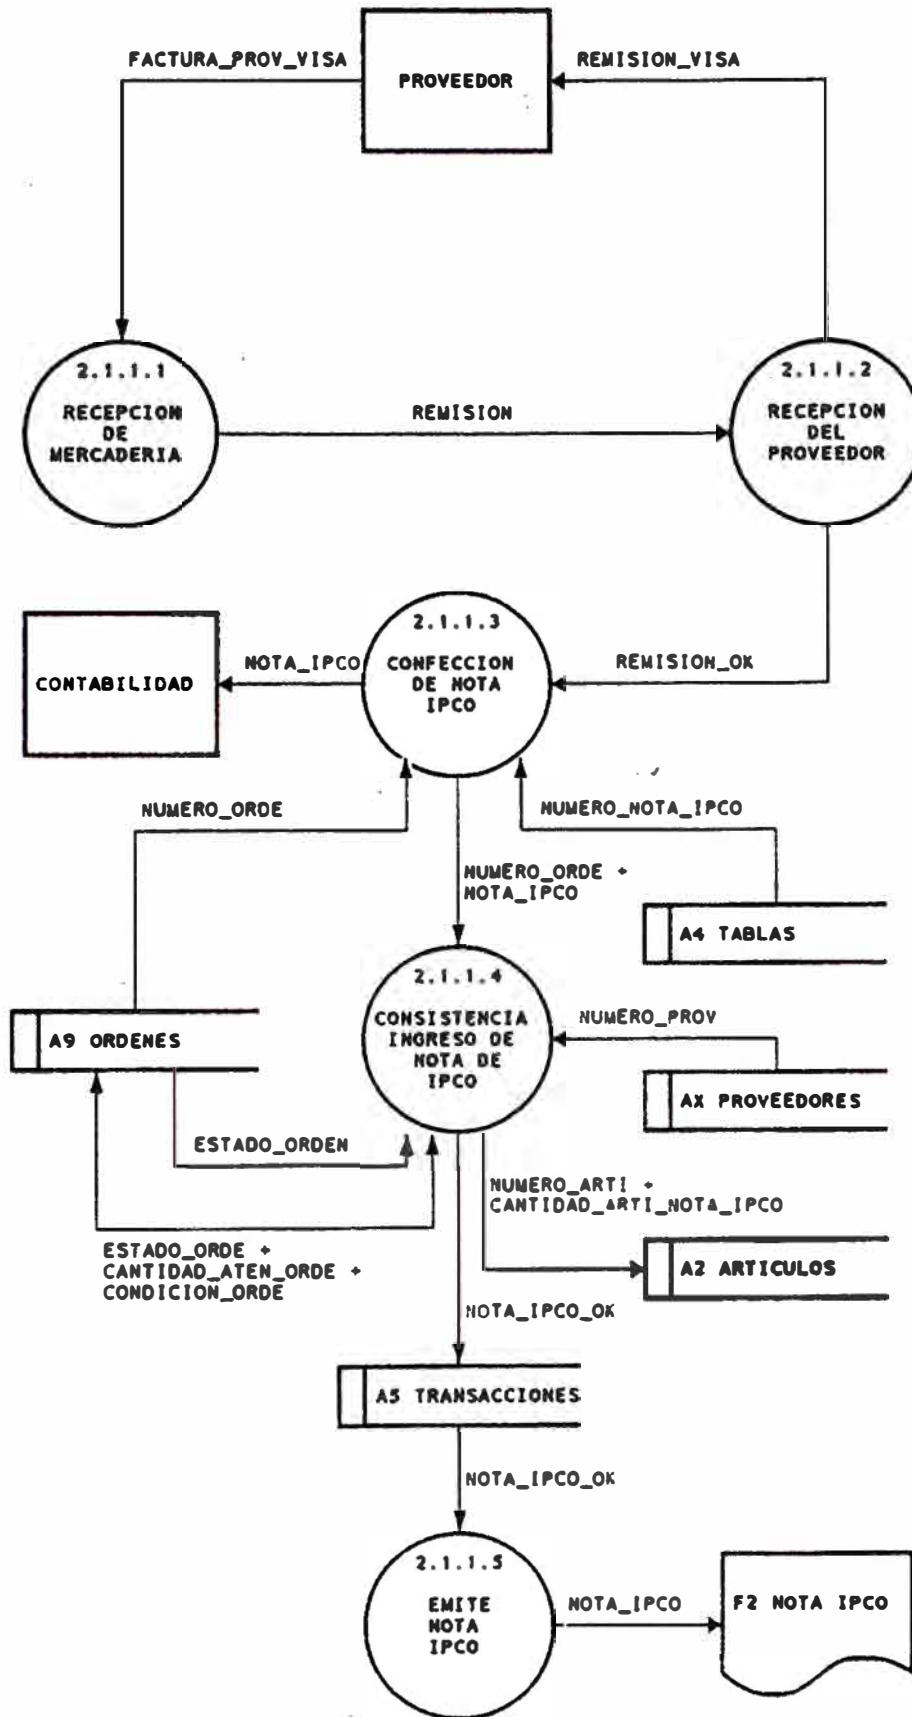 FACTURA_PROV_VISA
PROVEEDOR
REMISION_VISA
2.1.1.1
RECEPCION
DE
MERCADERIA
REMISION
2.1.1.2
RECEPCION
DEL
PROVEEDOR
CONTABILIDAD
NOTA_IPCO
2.1.1.3
CONFECCION
DE NOTA
IPCO
REMISION_OK
NUMERO_ORDE
NUMERO_NOTA_IPCO
NUMERO_ORDE +
NOTA_IPCO
A4 TABLAS
2.1.1.4
CONSISTENCIA
INGRESO DE
NOTA DE
IPCO
NUMERO_PROV
A9 ORDENES
AX PROVEEDORES
ESTADO_ORDEN
NUMERO_ARTI +
CANTIDAD_ARTI_NOTA_IPCO
ESTADO_ORDE +
CANTIDAD_ATEN_ORDE +
CONDICION_ORDE
A2 ARTICULOS
NOTA_IPCO_OK
A5 TRANSACCIONES
NOTA_IPCO_OK
2.1.1.5
EMITE
NOTA
IPCO
NOTA_IPCO
F2 NOTA IPCO